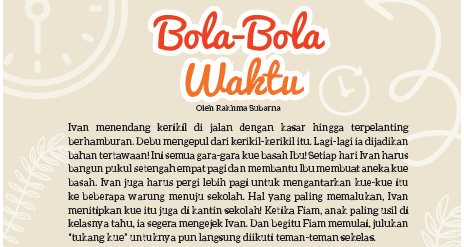 Bola-Bola
Waktu
Oleh Rakhma Subarna
Ivan menendang kerikil di jalan dengan kasar hingga terpelanting
berhamburan. Debu mengepul dari kerikil-kerikil itu. Lagi-lagi ia dijadikan
bahan tertawaan! Ini semua gara-gara kue basah Ibu! Setiap hari Ivan harus
bangun pukul setengah empat pagi dan membantu Ibu membuat aneka kue
basah. Ivan juga harus pergi lebih pagi untuk mengantarkan kue-kue itu
ke beberapa warung menuju sekolah. Hal yang paling memalukan, Ivan
menitipkan kue itu juga di kantin sekolah! Ketika Fiam, anak paling usil di
kelasnya tahu, ia segera mengejek Ivan. Dan begitu Fiam memulai, julukan
"tukang kue" untuknya pun langsung diikuti teman-teman sekelas.